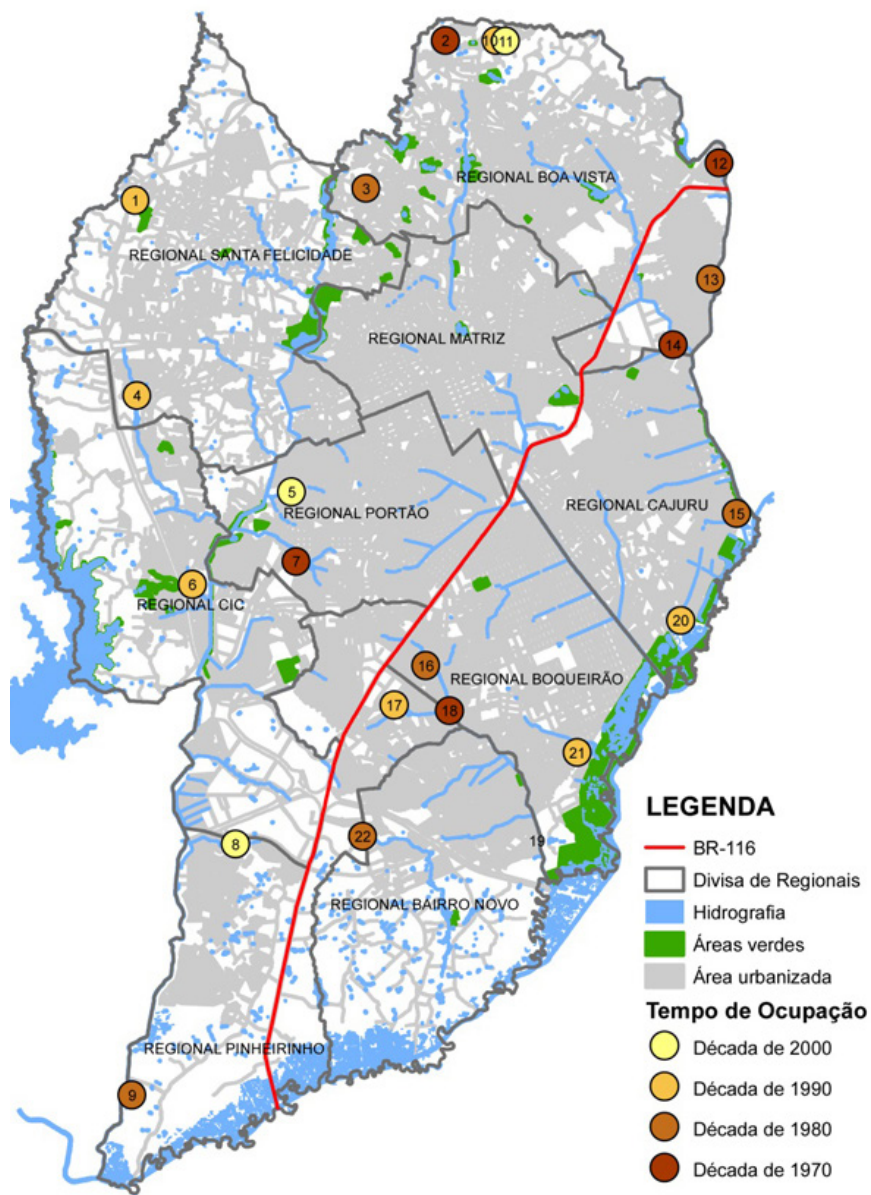 2
10
11
12
3
REGIONAL BOA VISTA
1
REGIONAL SANTA FELICIDADE
13
REGIONAL MATRIZ
14
4
5
REGIONAL PORTÃO
REGIONAL CAJURU
15
7
6
REGIONAL CIC
20
16
REGIONAL BOQUEIRÃO
17
18
21
8
22
19
REGIONAL BAIRRO NOVO
REGIONAL PINHEIRINHO
9
LEGENDA
BR-116
Divisa de Regionais
Hidrografia
Áreas verdes
Área urbanizada
Tempo de Ocupação
Década de 2000
Década de 1990
Década de 1980
Década de 1970